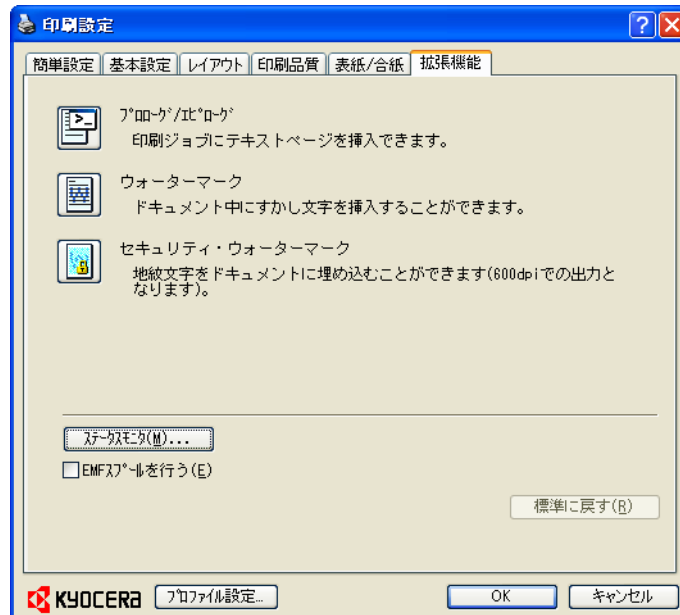 印刷設定
簡単設定 基本設定 レイアウト 印刷品質 表紙/合紙 拡張機能
ﾌﾟﾛﾛｰｸﾞ/ｴﾋﾟﾛｰｸﾞ
印刷ジョブにテキストページを挿入できます。
ウォーターマーク
ドキュメント中にすかし文字を挿入することができます。
セキュリティ・ウォーターマーク
地紋文字をドキュメントに埋め込むことができます(600dpiでの出力と
なります)。
ｽﾃｰﾀｽﾓﾆﾀ(M)...
EMFｽﾌﾟｰﾙを行う(E)
標準に戻す(R)
KYOCERA ﾌﾟﾛﾌｧｲﾙ設定... OK キャンセル